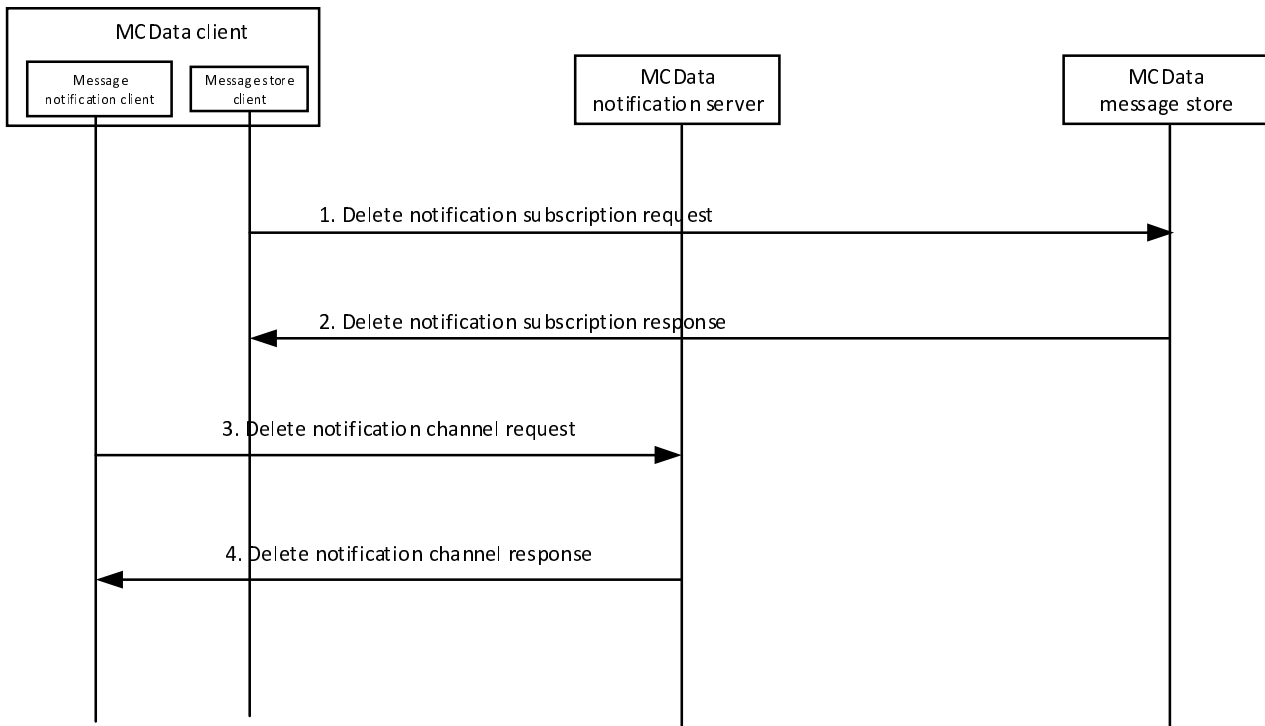 MCData client
Message
notification client
Message store
client
MCData
notification server
MCData
message store
1. Delete notification subscription request
2. Delete notification subscription response
3. Delete notification channel request
4. Delete notification channel response